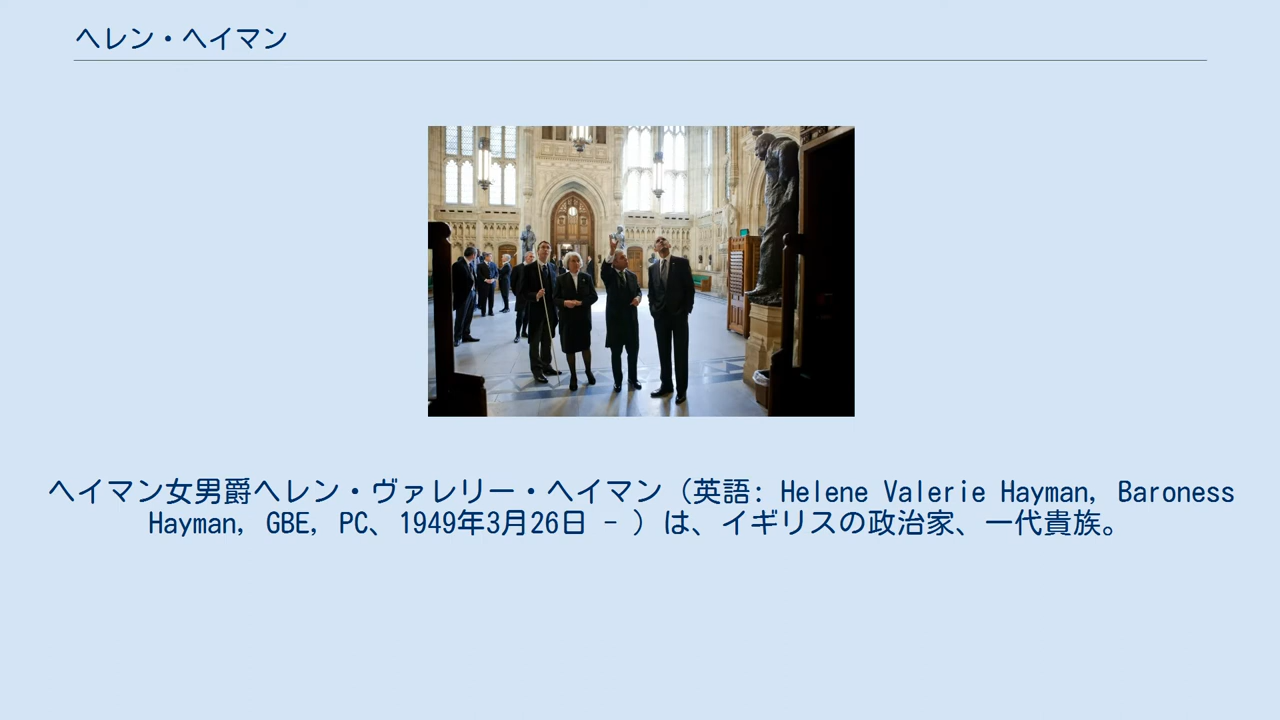 ヘレン・ヘイマン
ヘイマン女男爵ヘレン・ヴァレリー・ヘイマン（英語: Helene Valerie Hayman, Baroness
Hayman, GBE, PC、1949年3月26日 - ）は、イギリスの政治家、一代貴族。